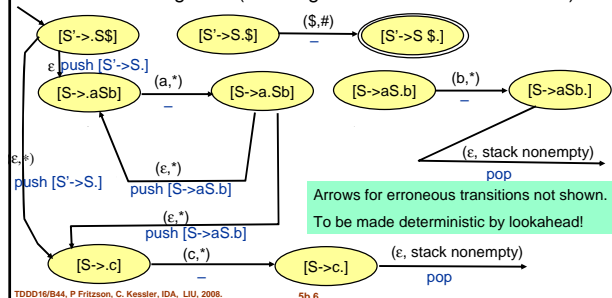 [S'->.S$]
[S'->S.$]
($,#)
–
[S'->S $.]
ε
push [S'->S.]
[S->.aSb]
(a,*)
–
[S->a.Sb]
[S->aS.b]
(b,*)
–
[S->aSb.]
ε,*)
push [S'->S.]
(ε,*)
push [S->aS.b]
(ε, stack nonempty)
pop
Arrows for erroneous transitions not shown.
To be made deterministic by lookahead!
(ε,*)
push [S->aS.b]
[S->.c]
(c,*)
–
[S->c.]
(ε, stack nonempty)
pop
TDDD16/B44, P Fritzson, C. Kessler, IDA, LIU, 2008.
5b.6